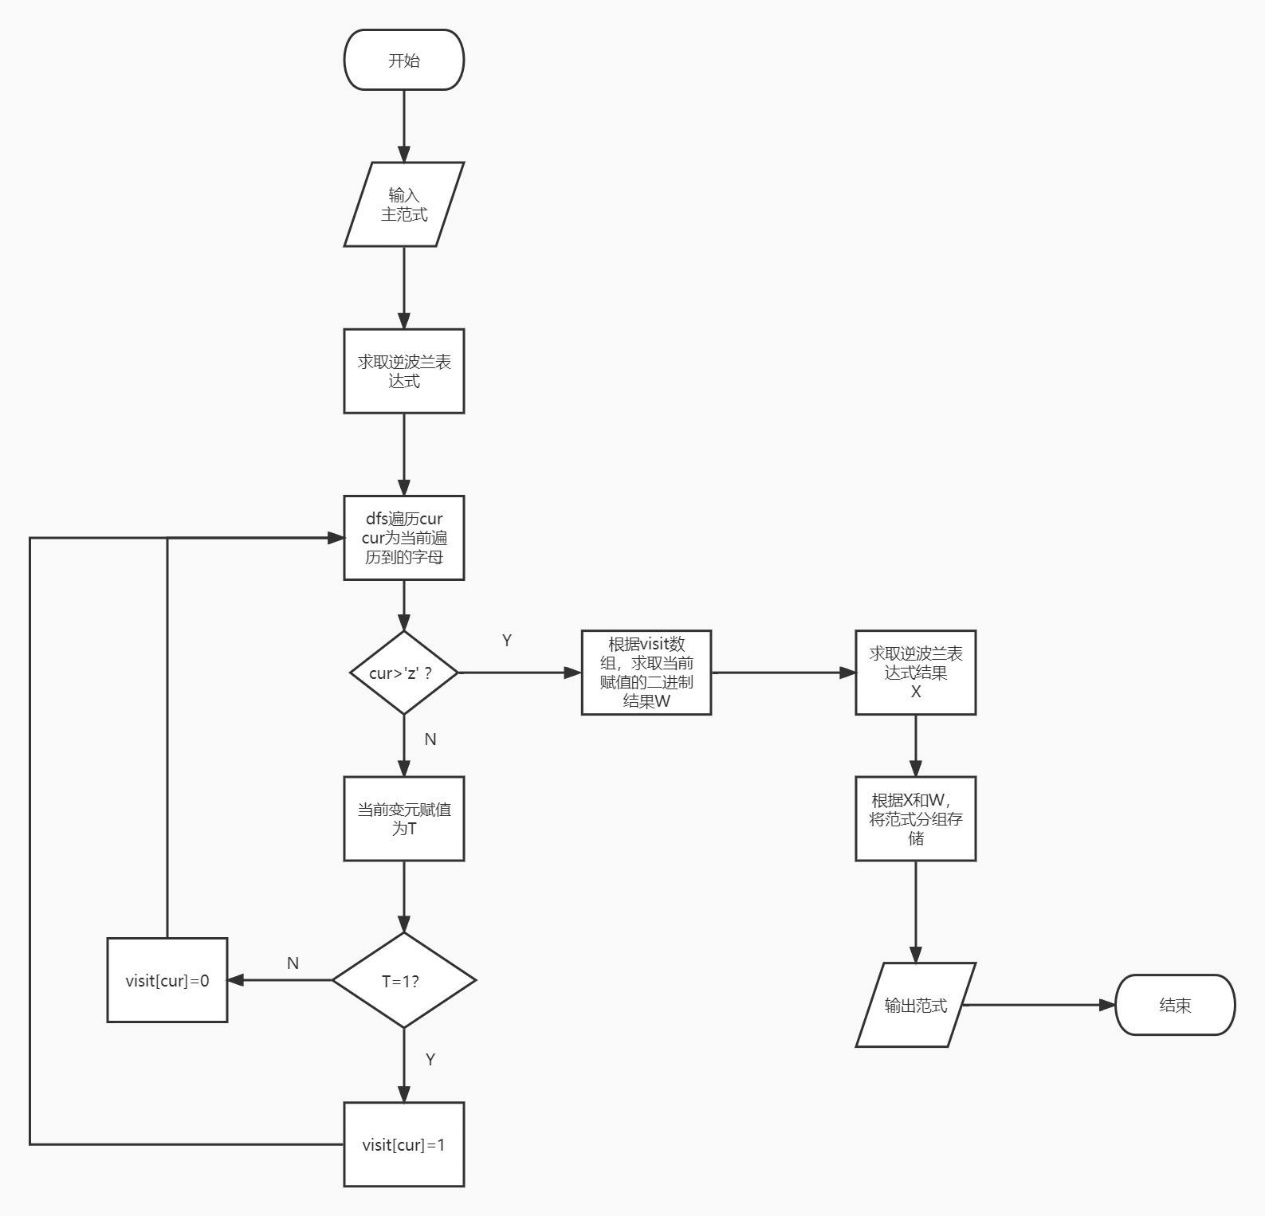 开始
输入
主范式
求取逆波兰表
达式
dfs遍历cur
cur为当前遍
历到的字母
cur>'z' ?
Y
根据visit数
组，求取当前
赋值的二进制
结果W
求取逆波兰表
达式结果
X
N
当前变元赋值
为T
根据X和W，
将范式分组存
储
T=1?
N
visit[cur]=0
Y
visit[cur]=1
输出范式
结束